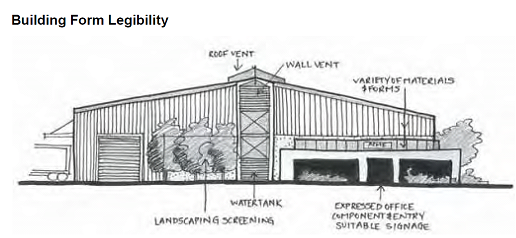 Building Form Legibility
ROOF VENT
WALL VENT
VARIETY OF MATERIALS
& FORMS
ACME
WATERTANK
LANDSCAPING SCREENING
EXPRESSED OFFICE
COMPONENT & ENTRY
SUITABLE SIGNAGE